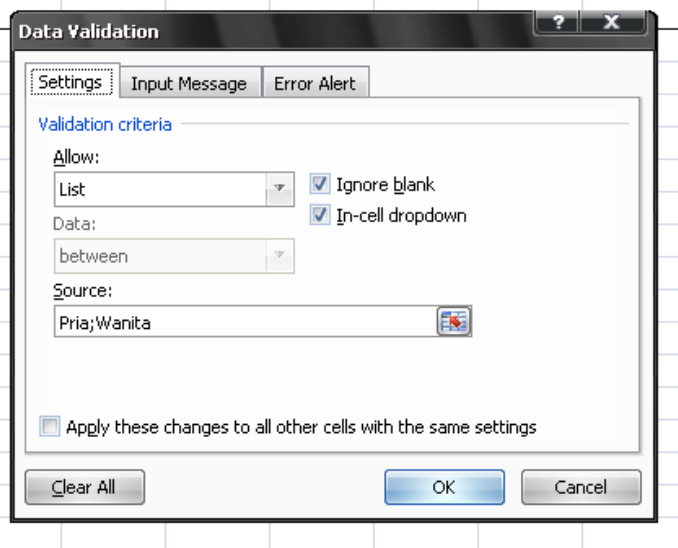 Data Validation
? X
Settings Input Message Error Alert
Validation criteria
Allow:
List
Ignore blank
Data:
In-cell dropdown
between
Source:
Pria;Wanita
Apply these changes to all other cells with the same settings
Clear All OK Cancel